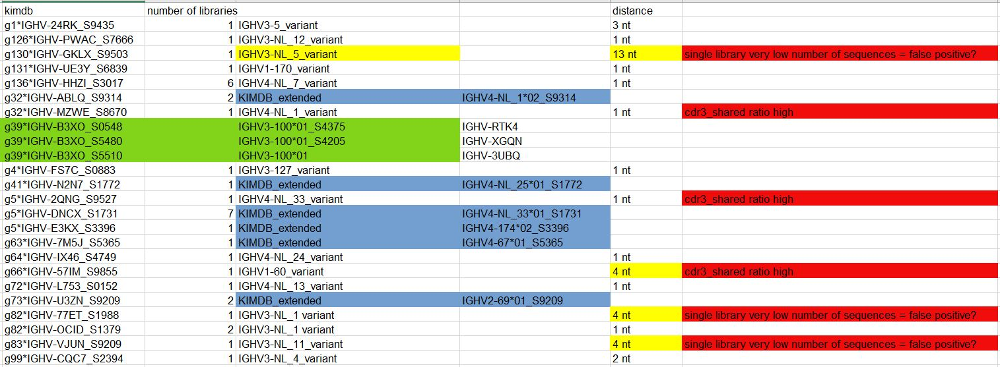 kimdb number of libraries distance
g1*IGHV-24RK_S9435 1 IGHV3-5_variant 3 nt
g126*IGHV-PWAC_S7666 1 IGHV3-NL_12_variant 1 nt
g130*IGHV-GKLX_S9503 1 IGHV3-NL_5_variant 13 nt single library very low number of sequences = false positive?
g131*IGHV-UE3Y_S6839 1 IGHV1-170_variant 1 nt
g136*IGHV-HHZI_S3017 6 IGHV4-NL_7_variant 1 nt
g32*IGHV-ABLQ_S9314 2 KIMDB_extended IGHV4-NL_1*02_S9314
g32*IGHV-MZWE_S8670 1 IGHV4-NL_1_variant 1 nt cdr3_shared ratio high
g39*IGHV-B3XO_S0548 IGHV3-100*01_S4375 IGHV-RTK4
g39*IGHV-B3XO_S5480 IGHV3-100*01_S4205 IGHV-XGQN
g39*IGHV-B3XO_S5510 IGHV3-100*01 IGHV-3UBQ
g4*IGHV-FS7C_S0883 1 IGHV3-127_variant 1 nt
g41*IGHV-N2N7_S1772 1 KIMDB_extended IGHV4-NL_25*01_S1772
g5*IGHV-2QNG_S9527 1 IGHV4-NL_33_variant 1 nt cdr3_shared ratio high
g5*IGHV-DNCX_S1731 7 KIMDB_extended IGHV4-NL_33*01_S1731
g5*IGHV-E3KX_S3396 1 KIMDB_extended IGHV4-174*02_S3396
g63*IGHV-7M5J_S5365 1 KIMDB_extended IGHV4-67*01_S5365
g64*IGHV-IX46_S4749 1 IGHV4-NL_24_variant 1 nt
g66*IGHV-57IM_S9855 1 IGHV1-60_variant 4 nt cdr3_shared ratio high
g72*IGHV-L753_S0152 1 IGHV4-NL_13_variant 1 nt
g73*IGHV-U3ZN_S9209 2 KIMDB_extended IGHV2-69*01_S9209
g82*IGHV-77ET_S1988 1 IGHV3-NL_1 variant 4 nt single library very low number of sequences = false positive?
g82*IGHV-OCID_S1379 2 IGHV3-NL_1 variant 1 nt
g83*IGHV-VJUN_S9209 1 IGHV3-NL_11_variant 4 nt single library very low number of sequences = false positive?
g99*IGHV-CQC7_S2394 1 IGHV3-NL_4_variant 2 nt